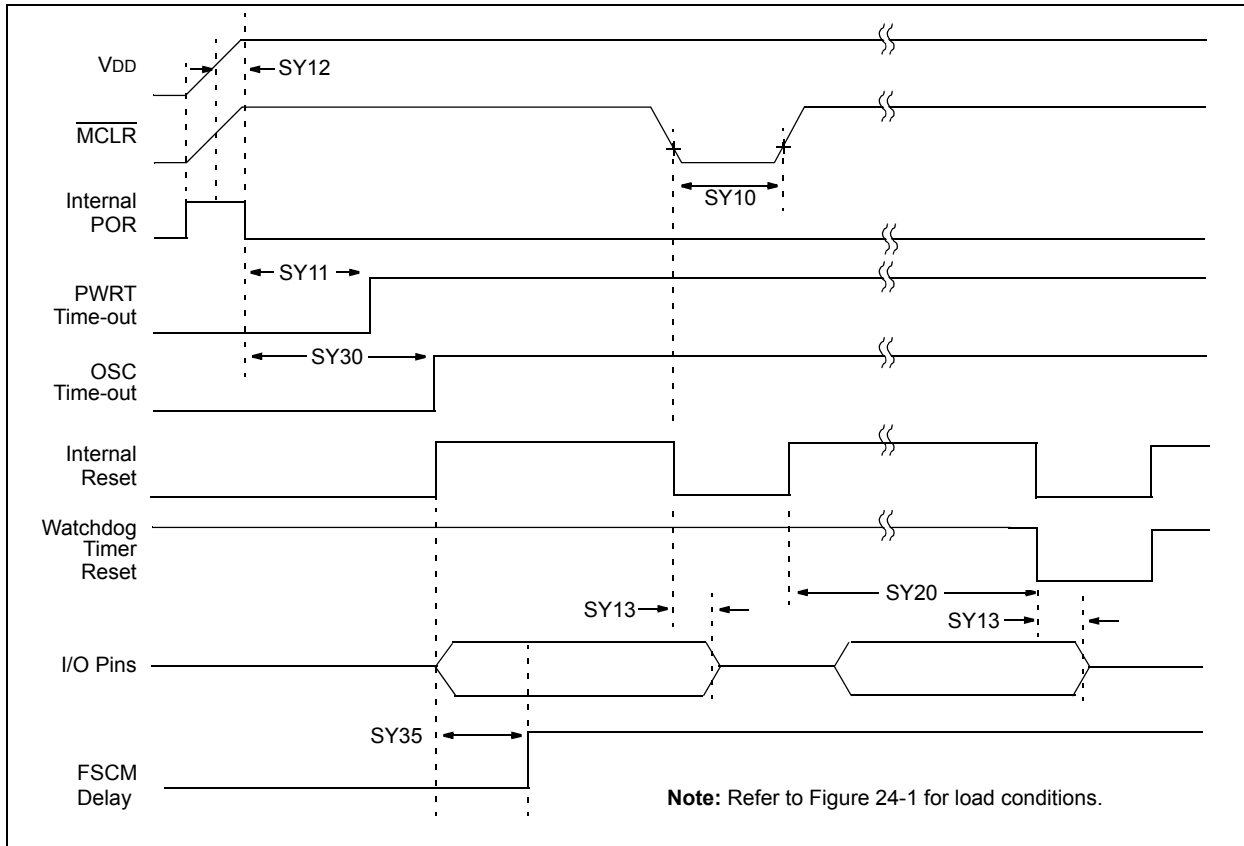 VDD
SY12
MCLR
SY10
Internal
POR
SY11
PWRT
Time-out
SY30
OSC
Time-out
Internal
Reset
Watchdog
Timer
Reset
SY20
SY13
SY13
I/O Pins
SY35
FSCM
Delay
Note: Refer to Figure 24-1 for load conditions.